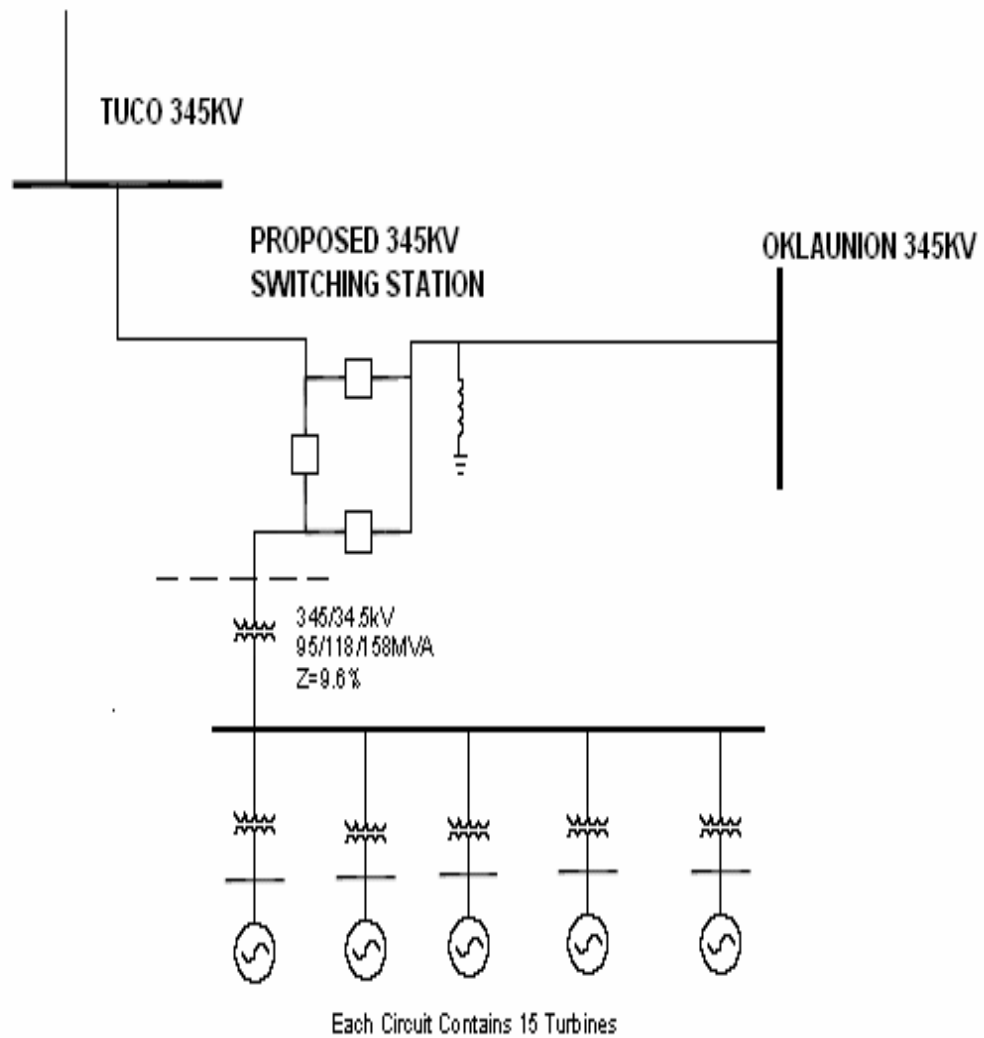 TUCO 345KV
PROPOSED 345KV
SWITCHING STATION
OKLAUNION 345KV
345/34.5kV
95/118/158MVA
Z=9.6%
Each Circuit Contains 15 Turbines